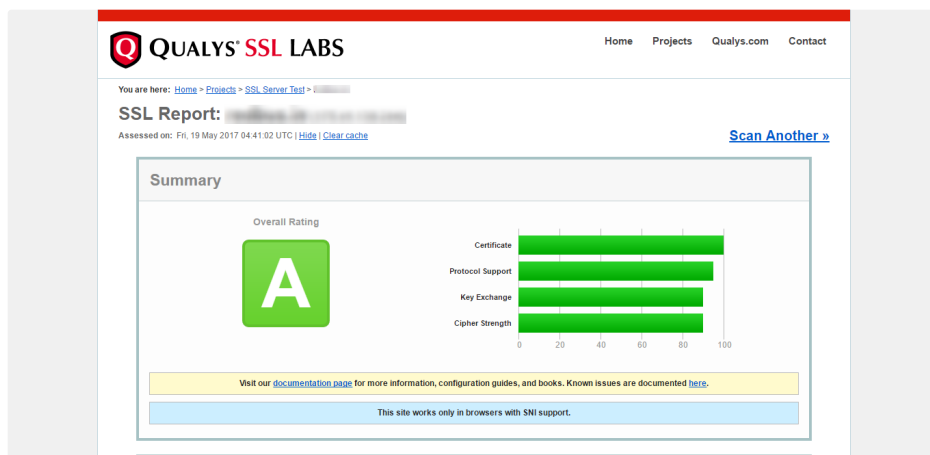 QUALYS® SSL LABS
Home Projects Qualys.com Contact
You are here: Home > Projects > SSL Server Test >
SSL Report:
Assessed on: Fri, 19 May 2017 04:41:02 UTC | Hide | Clear cache
Scan Another »
Summary
Overall Rating
A
Certificate
Protocol Support
Key Exchange
Cipher Strength
0 20 40 60 80 100
Visit our documentation page for more information, configuration guides, and books. Known issues are documented here.
This site works only in browsers with SNI support.